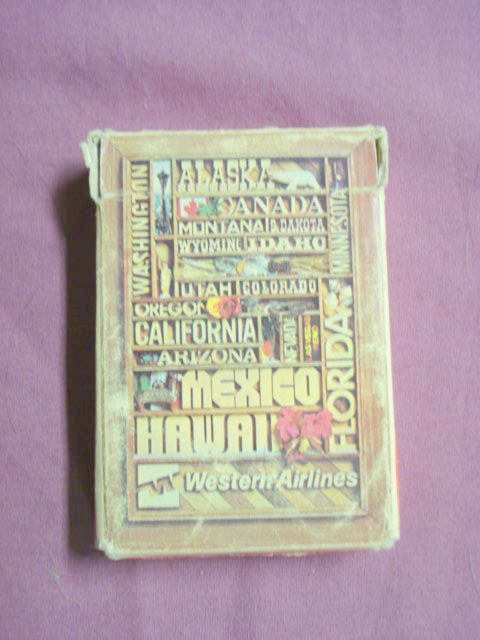 WASHINGTON
ALASKA
CANADA
MONTANA S. DAKOTA
MINNESOTA
WYOMING IDAHO
UTAH COLORADO
OREGON
CALIFORNIA
NEVADA
ARIZONA
FLORIDA
MEXICO
HAWAII
Western Airlines